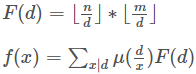 F(d) = ⌊n/d⌋ * ⌊m/d⌋
f(x) = ∑_{x|d} μ(d/x)F(d)